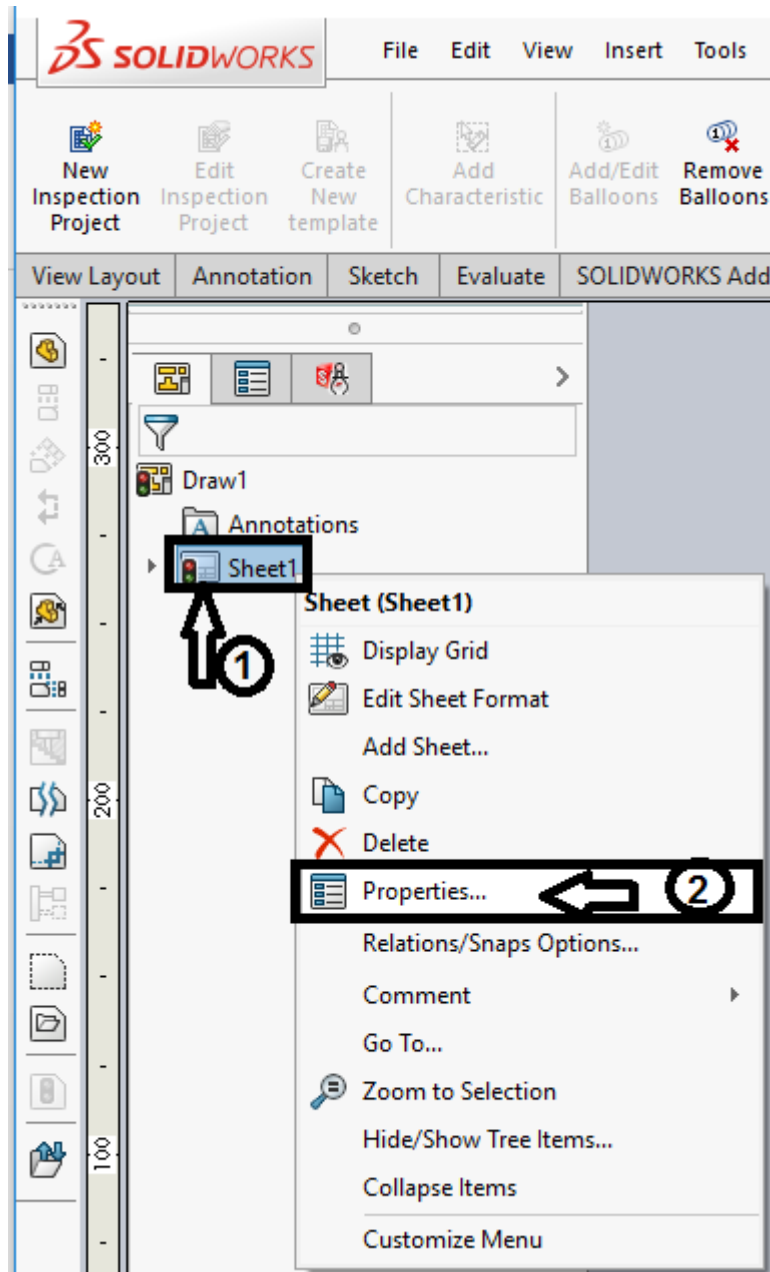 SOLIDWORKS File Edit View Insert Tools
New Inspection Project
Edit Inspection Project
Create New template
Add Characteristic
Add/Edit Balloons
Remove Balloons
View Layout Annotation Sketch Evaluate SOLIDWORKS Add
300
Draw1
Annotations
Sheet1
Sheet (Sheet1)
1
Display Grid
Edit Sheet Format
Add Sheet...
200
Copy
Delete
Properties...
2
Relations/Snaps Options...
Comment
Go To...
Zoom to Selection
100
Hide/Show Tree Items...
Collapse Items
Customize Menu